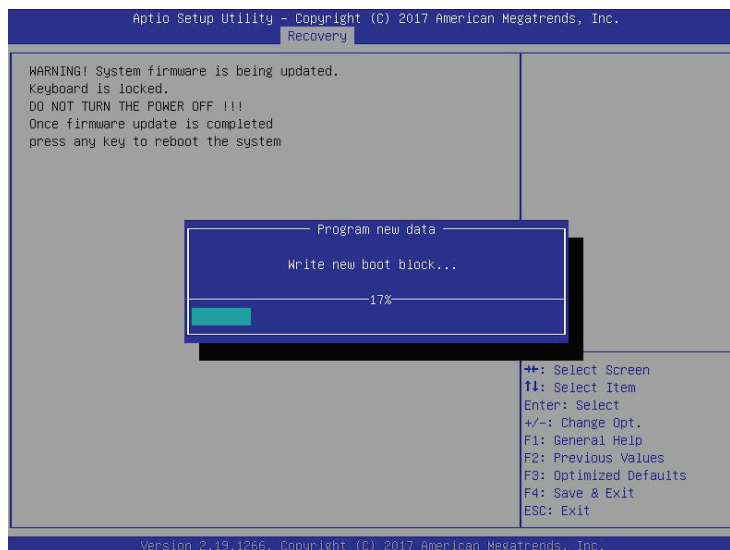 Aptio Setup Utility – Copyright (C) 2017 American Megatrends, Inc.
Recovery
WARNING! System firmware is being updated.
Keyboard is locked.
DO NOT TURN THE POWER OFF !!!
Once firmware update is completed
press any key to reboot the system
Program new data
Write new boot block...
17%
→←: Select Screen
↑↓: Select Item
Enter: Select
+/-: Change Opt.
F1: General Help
F2: Previous Values
F3: Optimized Defaults
F4: Save & Exit
ESC: Exit
Version 2.19.1266. Copyright (C) 2017 American Megatrends, Inc.